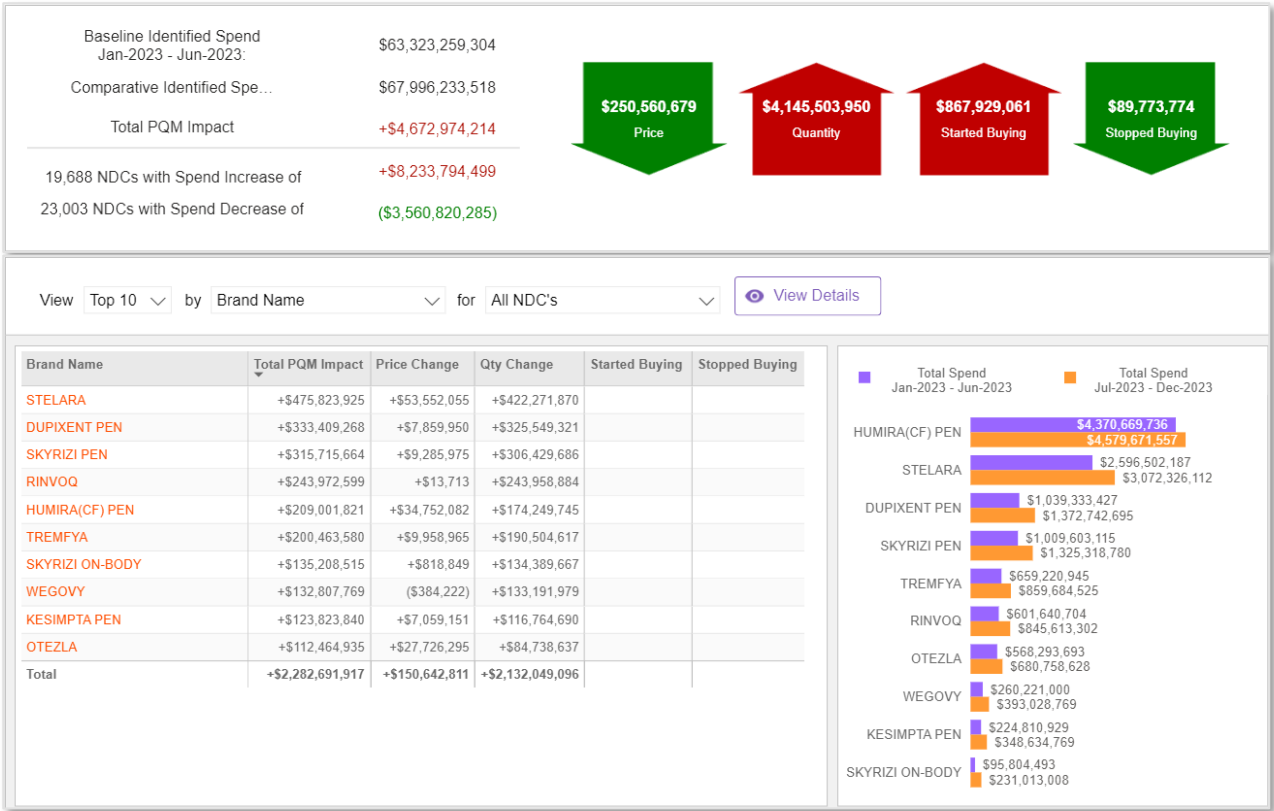 Baseline Identified Spend
Jan-2023 - Jun-2023:
$63,323,259,304
Comparative Identified Spe...
$67,996,233,518
Total PQM Impact
+$4,672,974,214
19,688 NDCs with Spend Increase of
+$8,233,794,499
23,003 NDCs with Spend Decrease of
($3,560,820,285)
$250,560,679
Price
$4,145,503,950
Quantity
$867,929,061
Started Buying
$89,773,774
Stopped Buying
View Top 10 by Brand Name for All NDC's View Details
Brand Name Total PQM Impact Price Change Qty Change Started Buying Stopped Buying
STELARA +$475,823,925 +$53,552,055 +$422,271,870
DUPIXENT PEN +$333,409,268 +$7,859,950 +$325,549,321
SKYRIZI PEN +$315,715,664 +$9,285,975 +$306,429,686
RINVOQ +$243,972,599 +$13,713 +$243,958,884
HUMIRA(CF) PEN +$209,001,821 +$34,752,082 +$174,249,745
TREMFYA +$200,463,580 +$9,958,965 +$190,504,617
SKYRIZI ON-BODY +$135,208,515 +$818,849 +$134,389,667
WEGOVY +$132,807,769 ($384,222) +$133,191,979
KESIMPTA PEN +$123,823,840 +$7,059,151 +$116,764,690
OTEZLA +$112,464,935 +$27,726,295 +$84,738,637
Total +$2,282,691,917 +$150,642,811 +$2,132,049,096
Total Spend
Jan-2023 - Jun-2023
Total Spend
Jul-2023 - Dec-2023
HUMIRA(CF) PEN
$4,370,669,736
$4,579,671,557
STELARA
$2,596,502,187
$3,072,326,112
DUPIXENT PEN
$1,039,333,427
$1,372,742,695
SKYRIZI PEN
$1,009,603,115
$1,325,318,780
TREMFYA
$659,220,945
$859,684,525
RINVOQ
$601,640,704
$845,613,302
OTEZLA
$568,293,693
$680,758,628
WEGOVY
$260,221,000
$393,028,769
KESIMPTA PEN
$224,810,929
$348,634,769
SKYRIZI ON-BODY
$95,804,493
$231,013,008